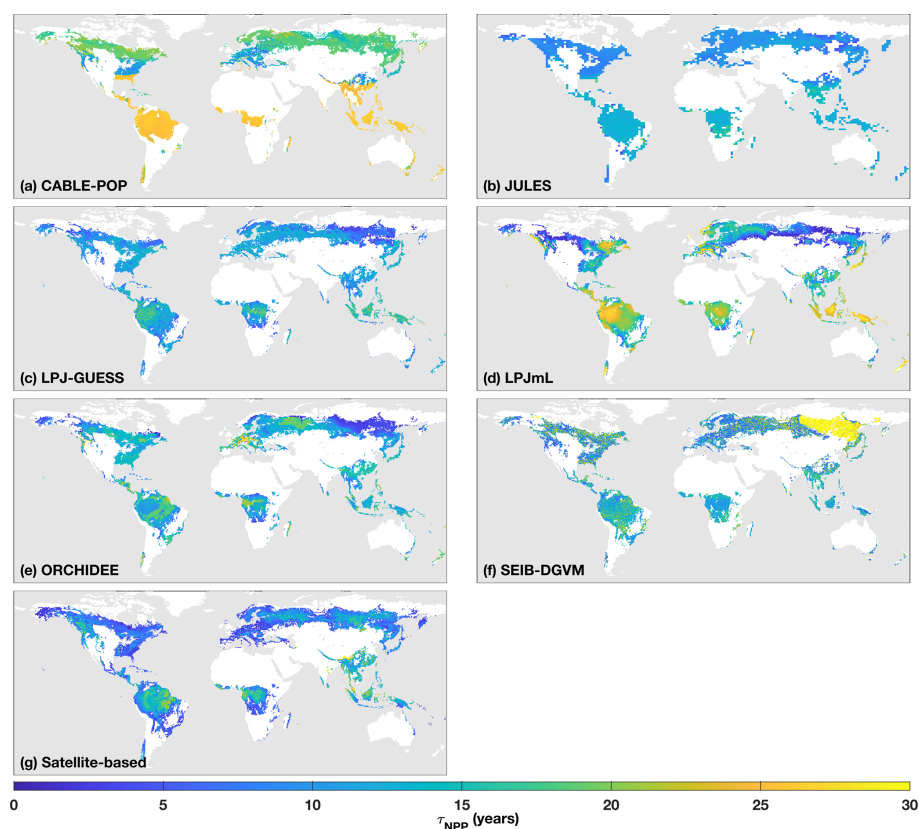 (a) CABLE-POP
(b) JULES
(c) LPJ-GUESS
(d) LPJmL
(e) ORCHIDEE
(f) SEIB-DGVM
(g) Satellite-based
0 5 10 15 20 25 30
τNPP (years)